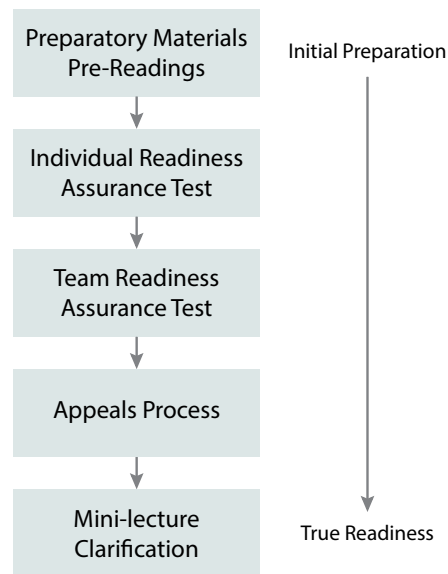 Preparatory Materials
Pre-Readings
Initial Preparation
Individual Readiness
Assurance Test
Team Readiness
Assurance Test
Appeals Process
Mini-lecture
Clarification
True Readiness